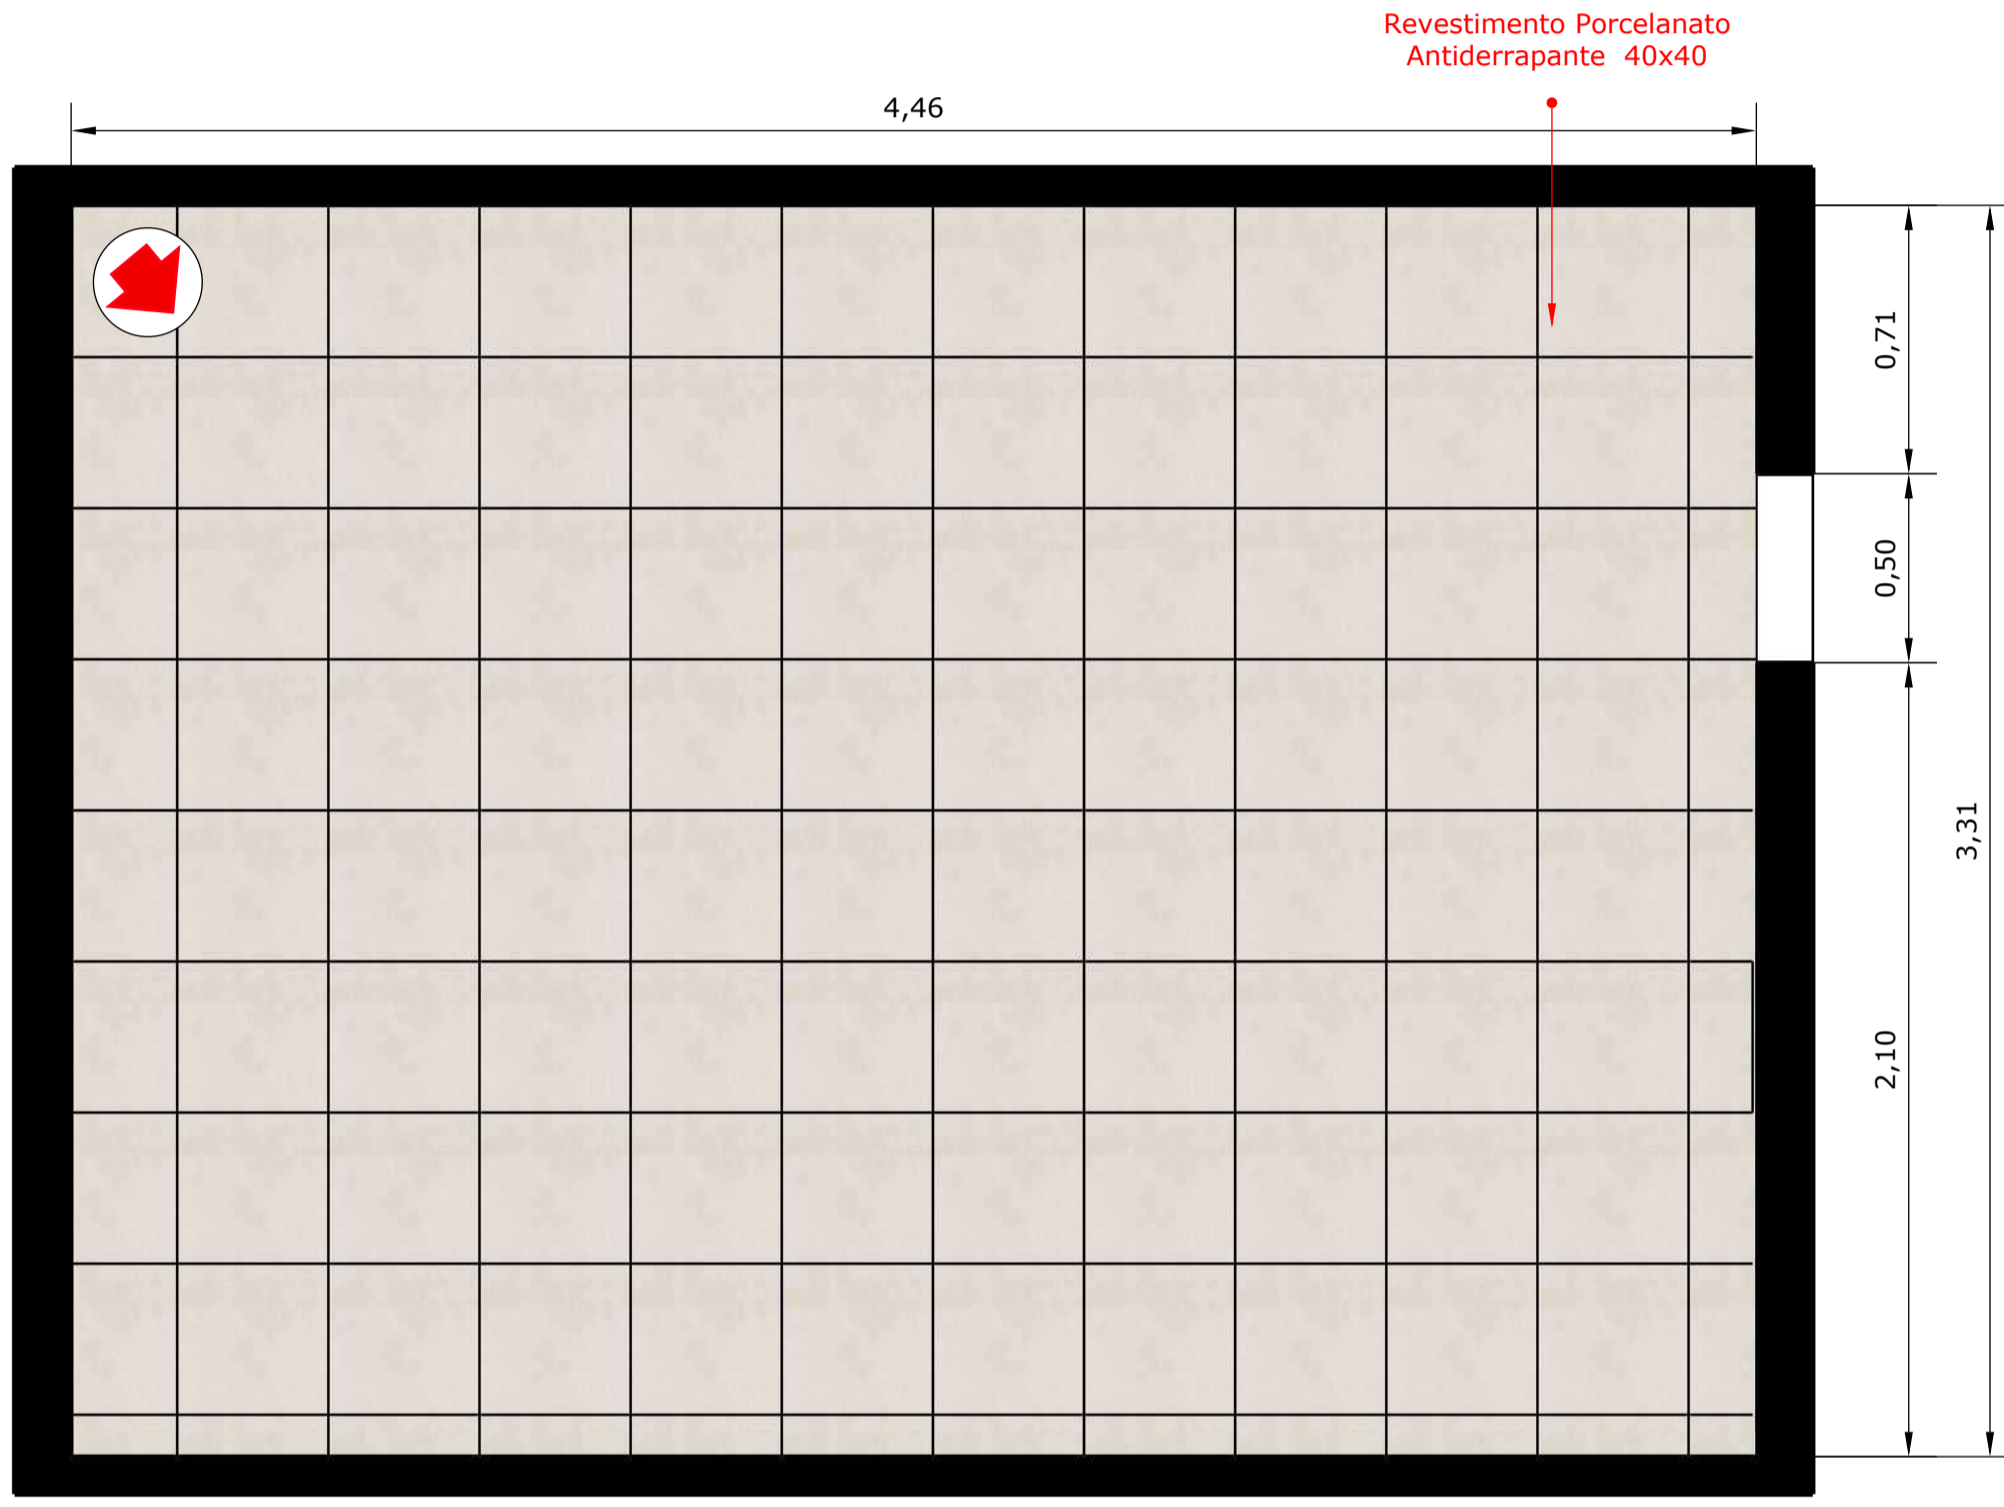 Revestimento Porcelanato
Antiderrapante 40x40
4,46
0,71
0,50
3,31
2,10